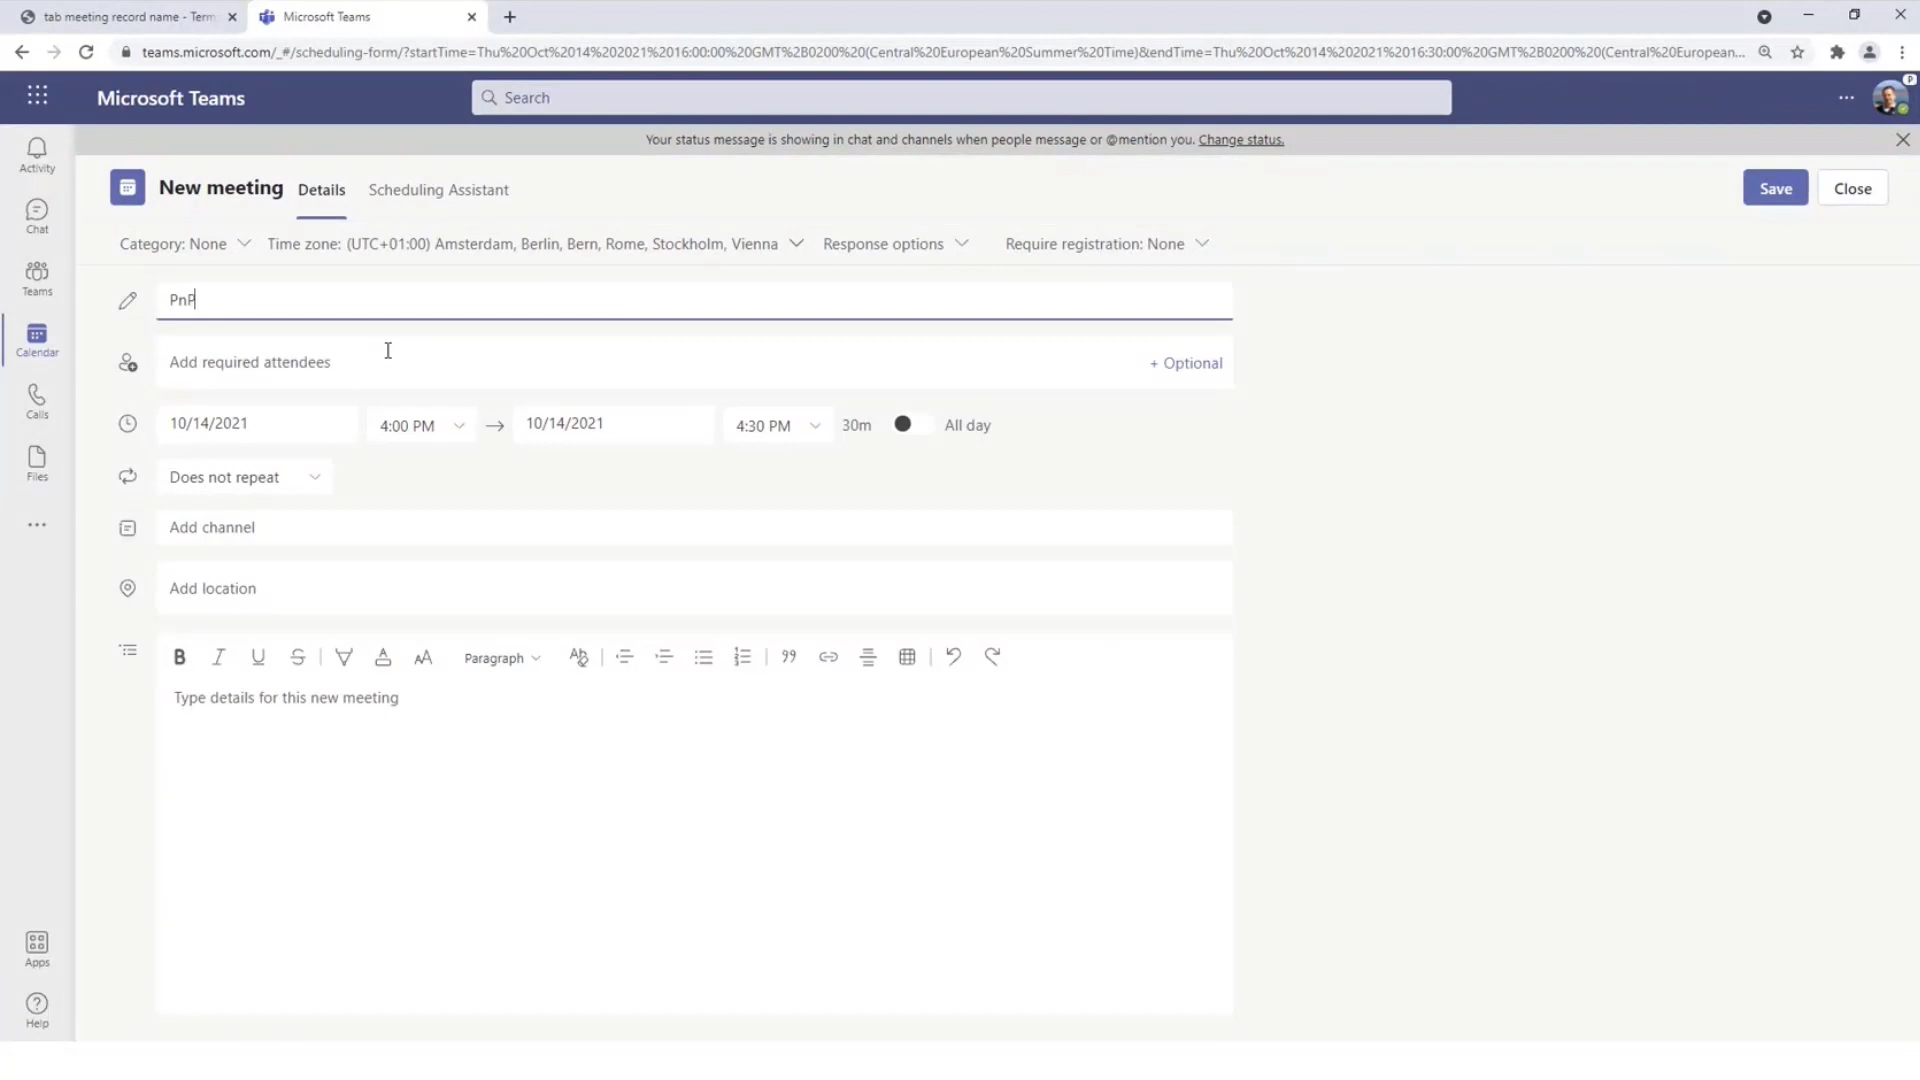 tab meeting record name - Term
Microsoft Teams
teams.microsoft.com/_#/scheduling-form/?startTime=Thu%20Oct%2014%202021%2016:00:00%20GMT%2B0200%20(Central%20European%20Summer%20Time)&endTime=Thu%20Oct%2014%202021%2016:30:00%20GMT%2B0200%20(Central%20European...
Microsoft Teams
Search
P
Your status message is showing in chat and channels when people message or @mention you. Change status.
Activity
Chat
Teams
Calendar
Calls
Files
Apps
Help
New meeting Details Scheduling Assistant
Save Close
Category: None Time zone: (UTC+01:00) Amsterdam, Berlin, Bern, Rome, Stockholm, Vienna Response options Require registration: None
PnP
Add required attendees + Optional
10/14/2021 4:00 PM → 10/14/2021 4:30 PM 30m All day
Does not repeat
Add channel
Add location
Paragraph
Type details for this new meeting